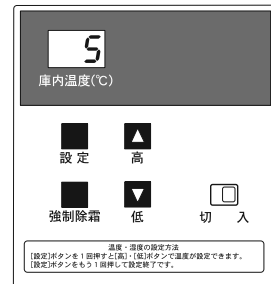 5
庫内温度(℃)
設定 高
強制除霜 低 切 入
温度・湿度の設定方法
[設定]ボタンを1回押すと[高]・[低]ボタンで温度が設定できます。
[設定]ボタンをもう1回押して設定終了です。